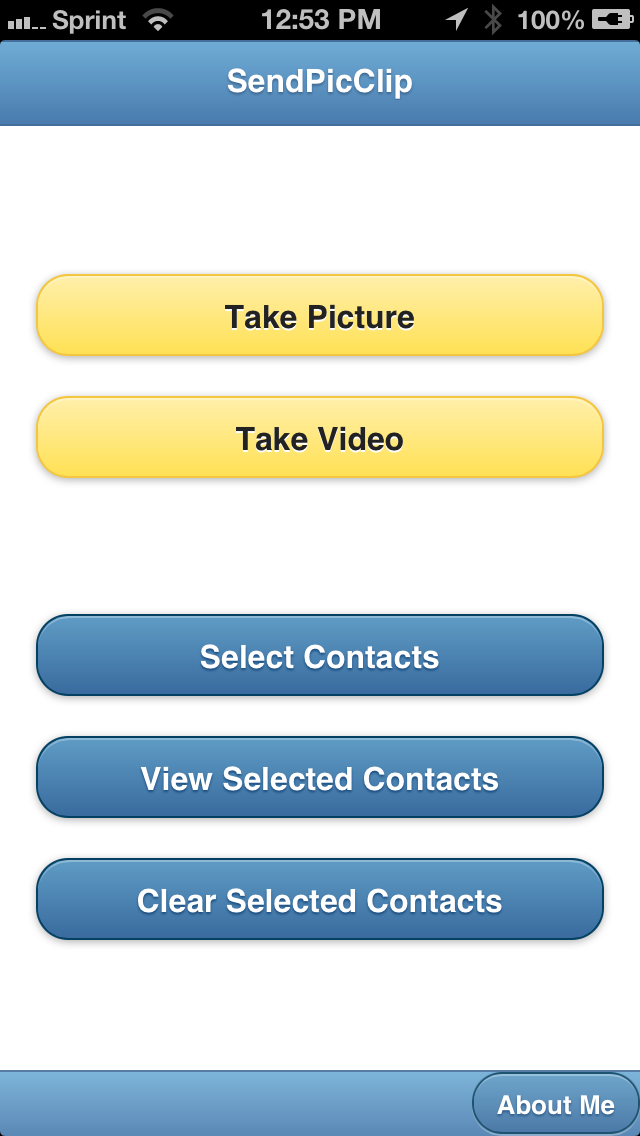 Sprint 12:53 PM 100%
SendPicClip
Take Picture
Take Video
Select Contacts
View Selected Contacts
Clear Selected Contacts
About Me